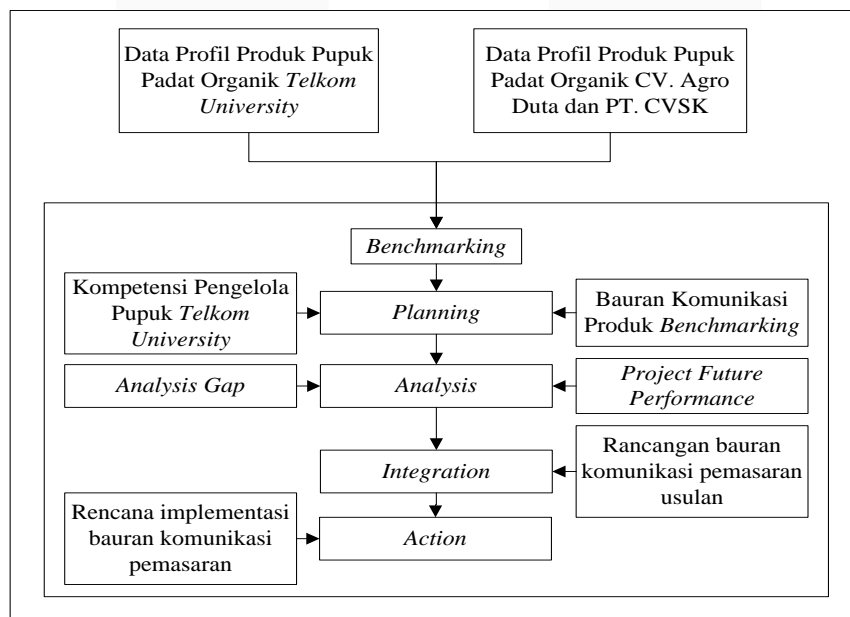 Data Profil Produk Pupuk
Padat Organik Telkom
University
Data Profil Produk Pupuk
Padat Organik CV. Agro
Duta dan PT. CVSK
Benchmarking
Kompetensi Pengelola
Pupuk Telkom
University
Planning
Bauran Komunikasi
Produk Benchmarking
Analysis Gap
Analysis
Project Future
Performance
Integration
Rancangan bauran
komunikasi pemasaran
usulan
Rencana implementasi
bauran komunikasi
pemasaran
Action